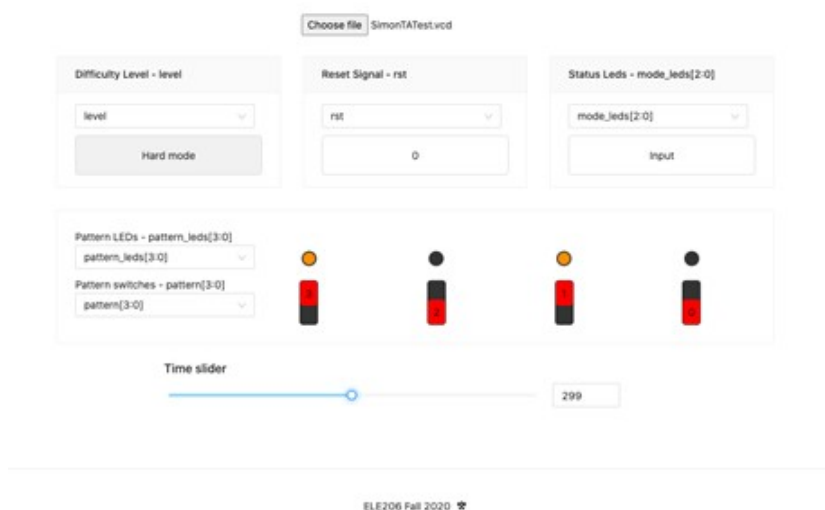 Choose file SimonTATest.vcd
Difficulty Level - level
Reset Signal - rst
Status Leds - mode_leds[2:0]
level
rst
mode_leds[2:0]
Hard mode
0
Input
Pattern LEDs - pattern_leds[3:0]
pattern_leds[3:0]
Pattern switches - pattern[3:0]
pattern[3:0]
3
2
1
0
Time slider
299
ELE206 Fall 2020